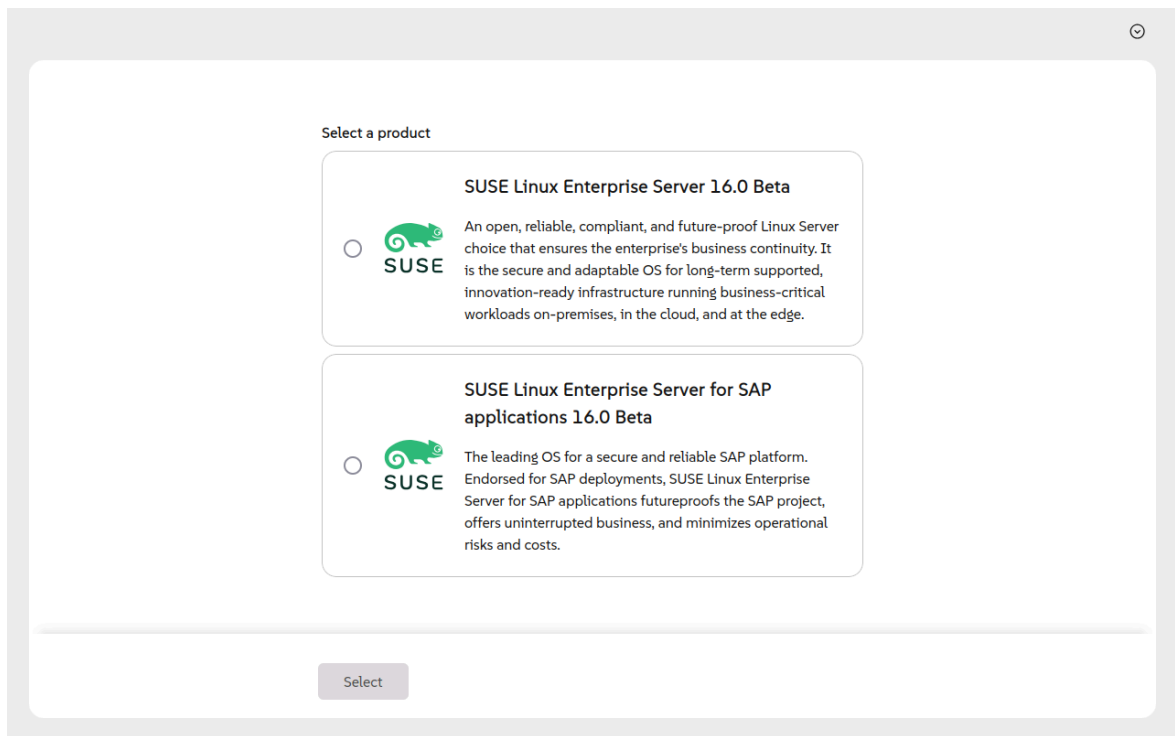 Select a product
SUSE Linux Enterprise Server 16.0 Beta
An open, reliable, compliant, and future-proof Linux Server
choice that ensures the enterprise's business continuity. It
is the secure and adaptable OS for long-term supported,
innovation-ready infrastructure running business-critical
workloads on-premises, in the cloud, and at the edge.
SUSE
SUSE Linux Enterprise Server for SAP
applications 16.0 Beta
The leading OS for a secure and reliable SAP platform.
Endorsed for SAP deployments, SUSE Linux Enterprise
Server for SAP applications futureproofs the SAP project,
offers uninterrupted business, and minimizes operational
risks and costs.
SUSE
Select